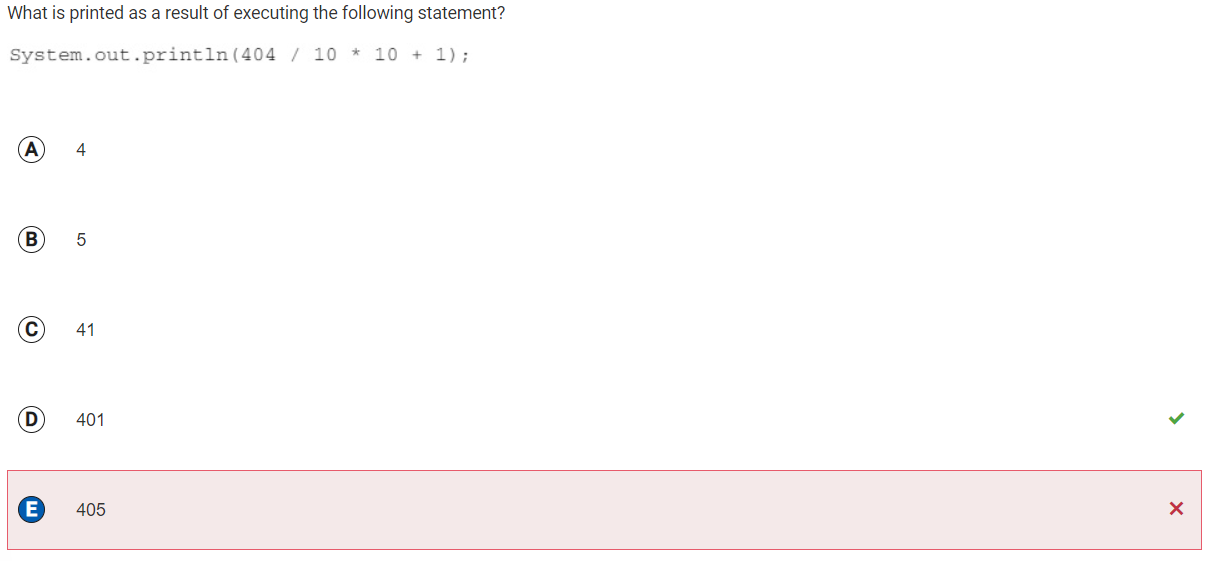 What is printed as a result of executing the following statement?
System.out.println(404 / 10 * 10 + 1);
A 4
B 5
C 41
D 401
E 405